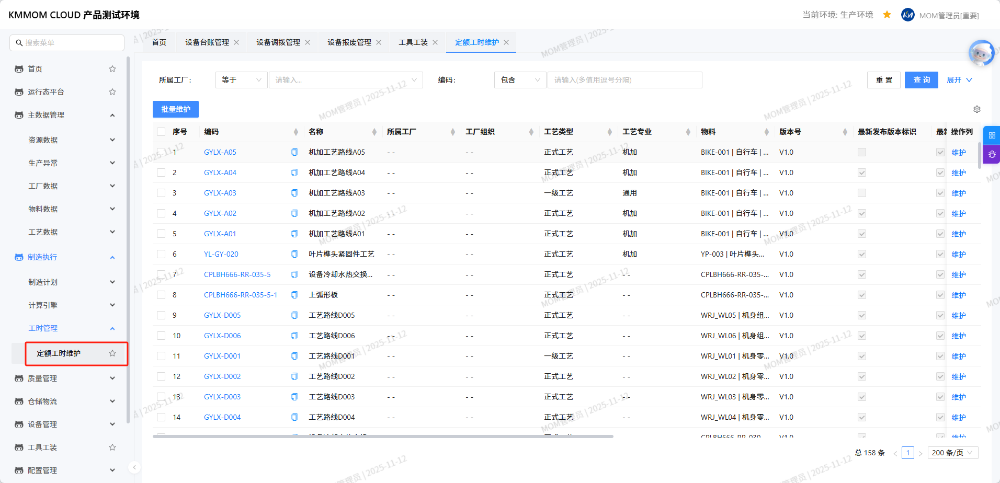 KMMOM CLOUD 产品测试环境
当前环境: 生产环境
MOM管理员[重要]
搜索菜单
首页
设备台账管理
设备调拨管理
设备报废管理
工具工装
定额工时维护
首页
运行态平台
主数据管理
资源数据
生产异常
工厂数据
物料数据
工艺数据
制造执行
制造计划
计算引擎
工时管理
定额工时维护
质量管理
仓储物流
设备管理
工具工装
配置管理
所属工厂: 等于 请输入... 编码: 包含 请输入(多值用逗号分隔) 重 置 查 询 展开
批量维护
序号 编码 名称 所属工厂 工厂组织 工艺类型 工艺专业 物料 版本号 最新发布版本标识 操作列
1 GYLX-A05 机加工艺路线A05 - - - - 正式工艺 机加 BIKE-001 | 自行车 | ... V1.0 维护
2 GYLX-A04 机加工艺路线A04 - - - - 正式工艺 机加 BIKE-001 | 自行车 | ... V1.0 维护
3 GYLX-A03 机加工艺路线A03 - - - - 一级工艺 通用 BIKE-001 | 自行车 | ... V1.0 维护
4 GYLX-A02 机加工艺路线A02 - - - - 正式工艺 机加 BIKE-001 | 自行车 | ... V1.0 维护
5 GYLX-A01 机加工艺路线A01 - - - - 正式工艺 机加 BIKE-001 | 自行车 | ... V1.0 维护
6 YL-GY-020 叶片榫头紧固件工艺 - - - - 正式工艺 机加 YP-003 | 叶片榫头... V1.0 维护
7 CPLBH666-RR-035-5 设备冷却水热交换... - - - - 正式工艺 - - CPLBH666-RR-035-... V1.0 维护
8 CPLBH666-RR-035-5-1 上弧形板 - - - - 正式工艺 - - CPLBH666-RR-035-... V1.0 维护
9 GYLX-D005 工艺路线D005 - - - - 正式工艺 - - WRJ_WL05 | 机身组... V1.0 维护
10 GYLX-D006 工艺路线D006 - - - - 正式工艺 - - WRJ_WL06 | 机身组... V1.0 维护
11 GYLX-D001 工艺路线D001 - - - - 一级工艺 - - WRJ_WL01 | 机身零... V1.0 维护
12 GYLX-D002 工艺路线D002 - - - - 正式工艺 - - WRJ_WL02 | 机身零... V1.0 维护
13 GYLX-D003 工艺路线D003 - - - - 正式工艺 - - WRJ_WL03 | 机身零... V1.0 维护
14 GYLX-D004 工艺路线D004 - - - - 正式工艺 - - WRJ_WL04 | 机身零... V1.0 维护
总 158 条 < 1 > 200 条/页
MOM管理员 | 2025-11-12